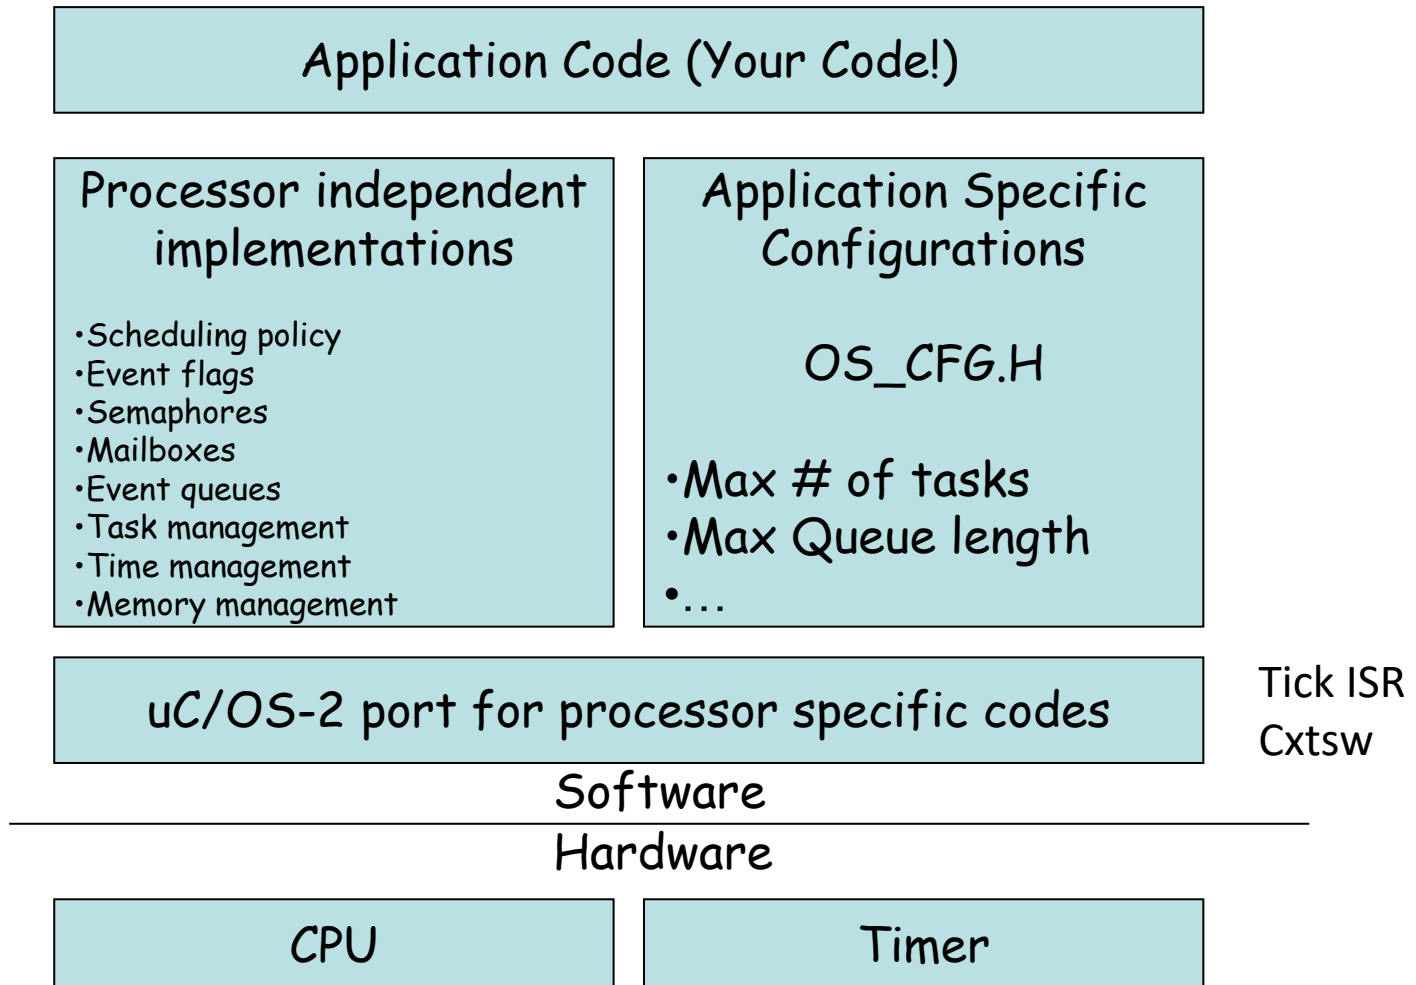 Application Code (Your Code!)
Processor independent
implementations
•Scheduling policy
•Event flags
•Semaphores
•Mailboxes
•Event queues
•Task management
•Time management
•Memory management
Application Specific
Configurations
OS_CFG.H
•Max # of tasks
•Max Queue length
•…
uC/OS-2 port for processor specific codes
Tick ISR
Cxtsw
Software
Hardware
CPU
Timer